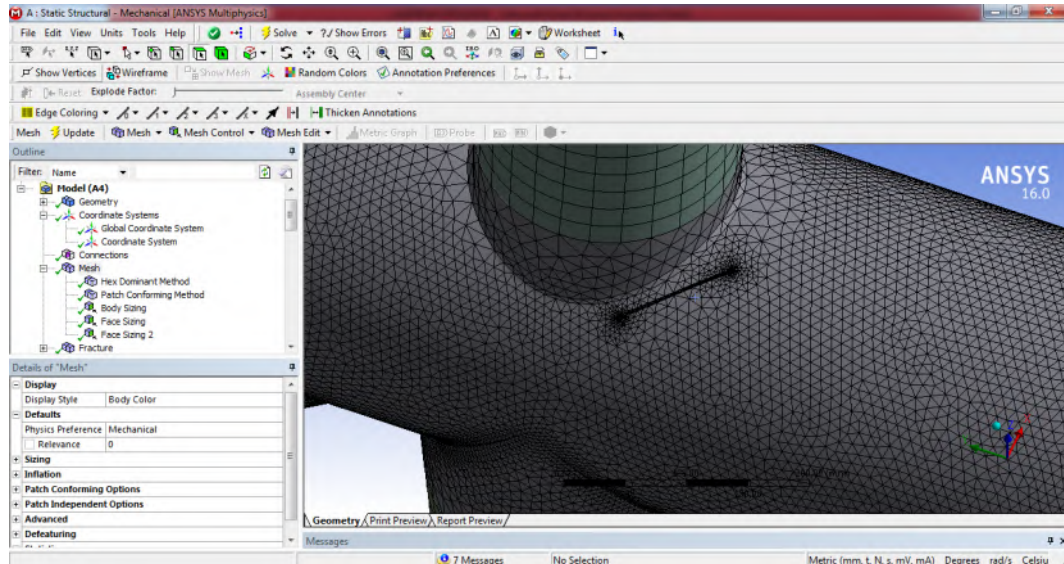 A : Static Structural - Mechanical [ANSYS Multiphysics]
File Edit View Units Tools Help Solve ?/ Show Errors Worksheet
Show Vertices Wireframe Show Mesh Random Colors Annotation Preferences
Reset Explode Factor: Assembly Center
Edge Coloring Thicken Annotations
Mesh Update Mesh Mesh Control Mesh Edit Metric Graph Probe
Outline
Filter: Name
Model (A4)
Geometry
Coordinate Systems
Global Coordinate System
Coordinate System
Connections
Mesh
Hex Dominant Method
Patch Conforming Method
Body Sizing
Face Sizing
Face Sizing 2
Fracture
Details of "Mesh"
Display
Display Style Body Color
Defaults
Physics Preference Mechanical
Relevance 0
Sizing
Inflation
Patch Conforming Options
Patch Independent Options
Advanced
Defeaturing
ANSYS
16.0
Geometry Print Preview Report Preview
Messages
7 Messages No Selection Metric (mm, t, N, s, mV, mA) Degrees rad/s Celsiu